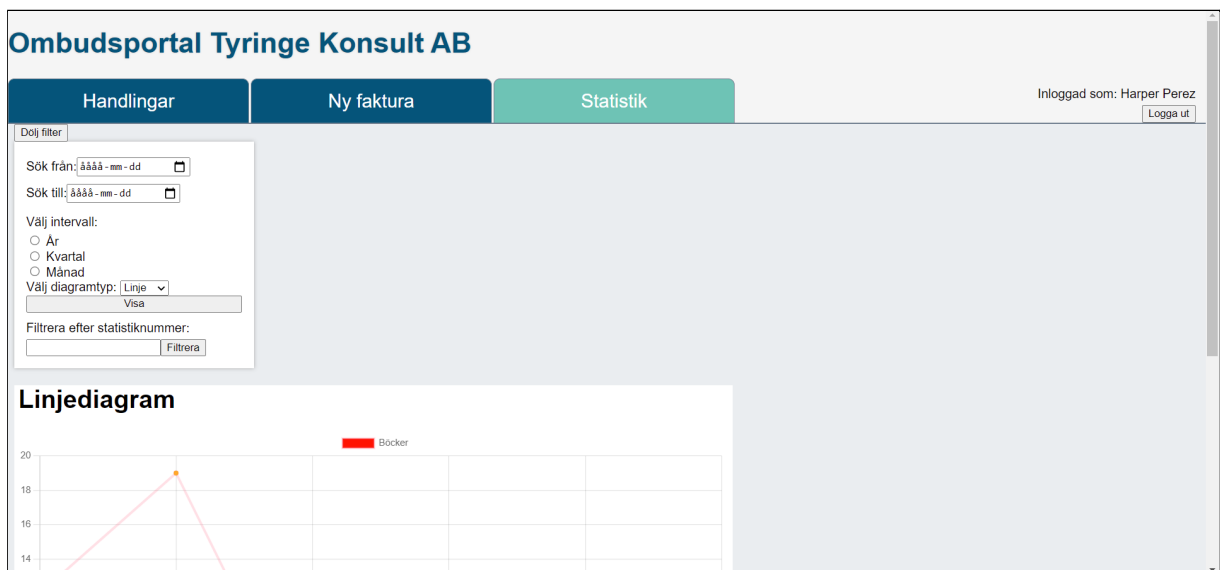 Ombudsportal Tyringe Konsult AB
Handlingar
Ny faktura
Statistik
Inloggad som: Harper Perez
Logga ut
Dölj filter
Sök från: åååå-mm-dd
Sök till: åååå-mm-dd
Välj intervall:
År
Kvartal
Månad
Välj diagramtyp: Linje
Visa
Filtrera efter statistiknummer:
Filtrera
Linjediagram
Böcker
20
18
16
14